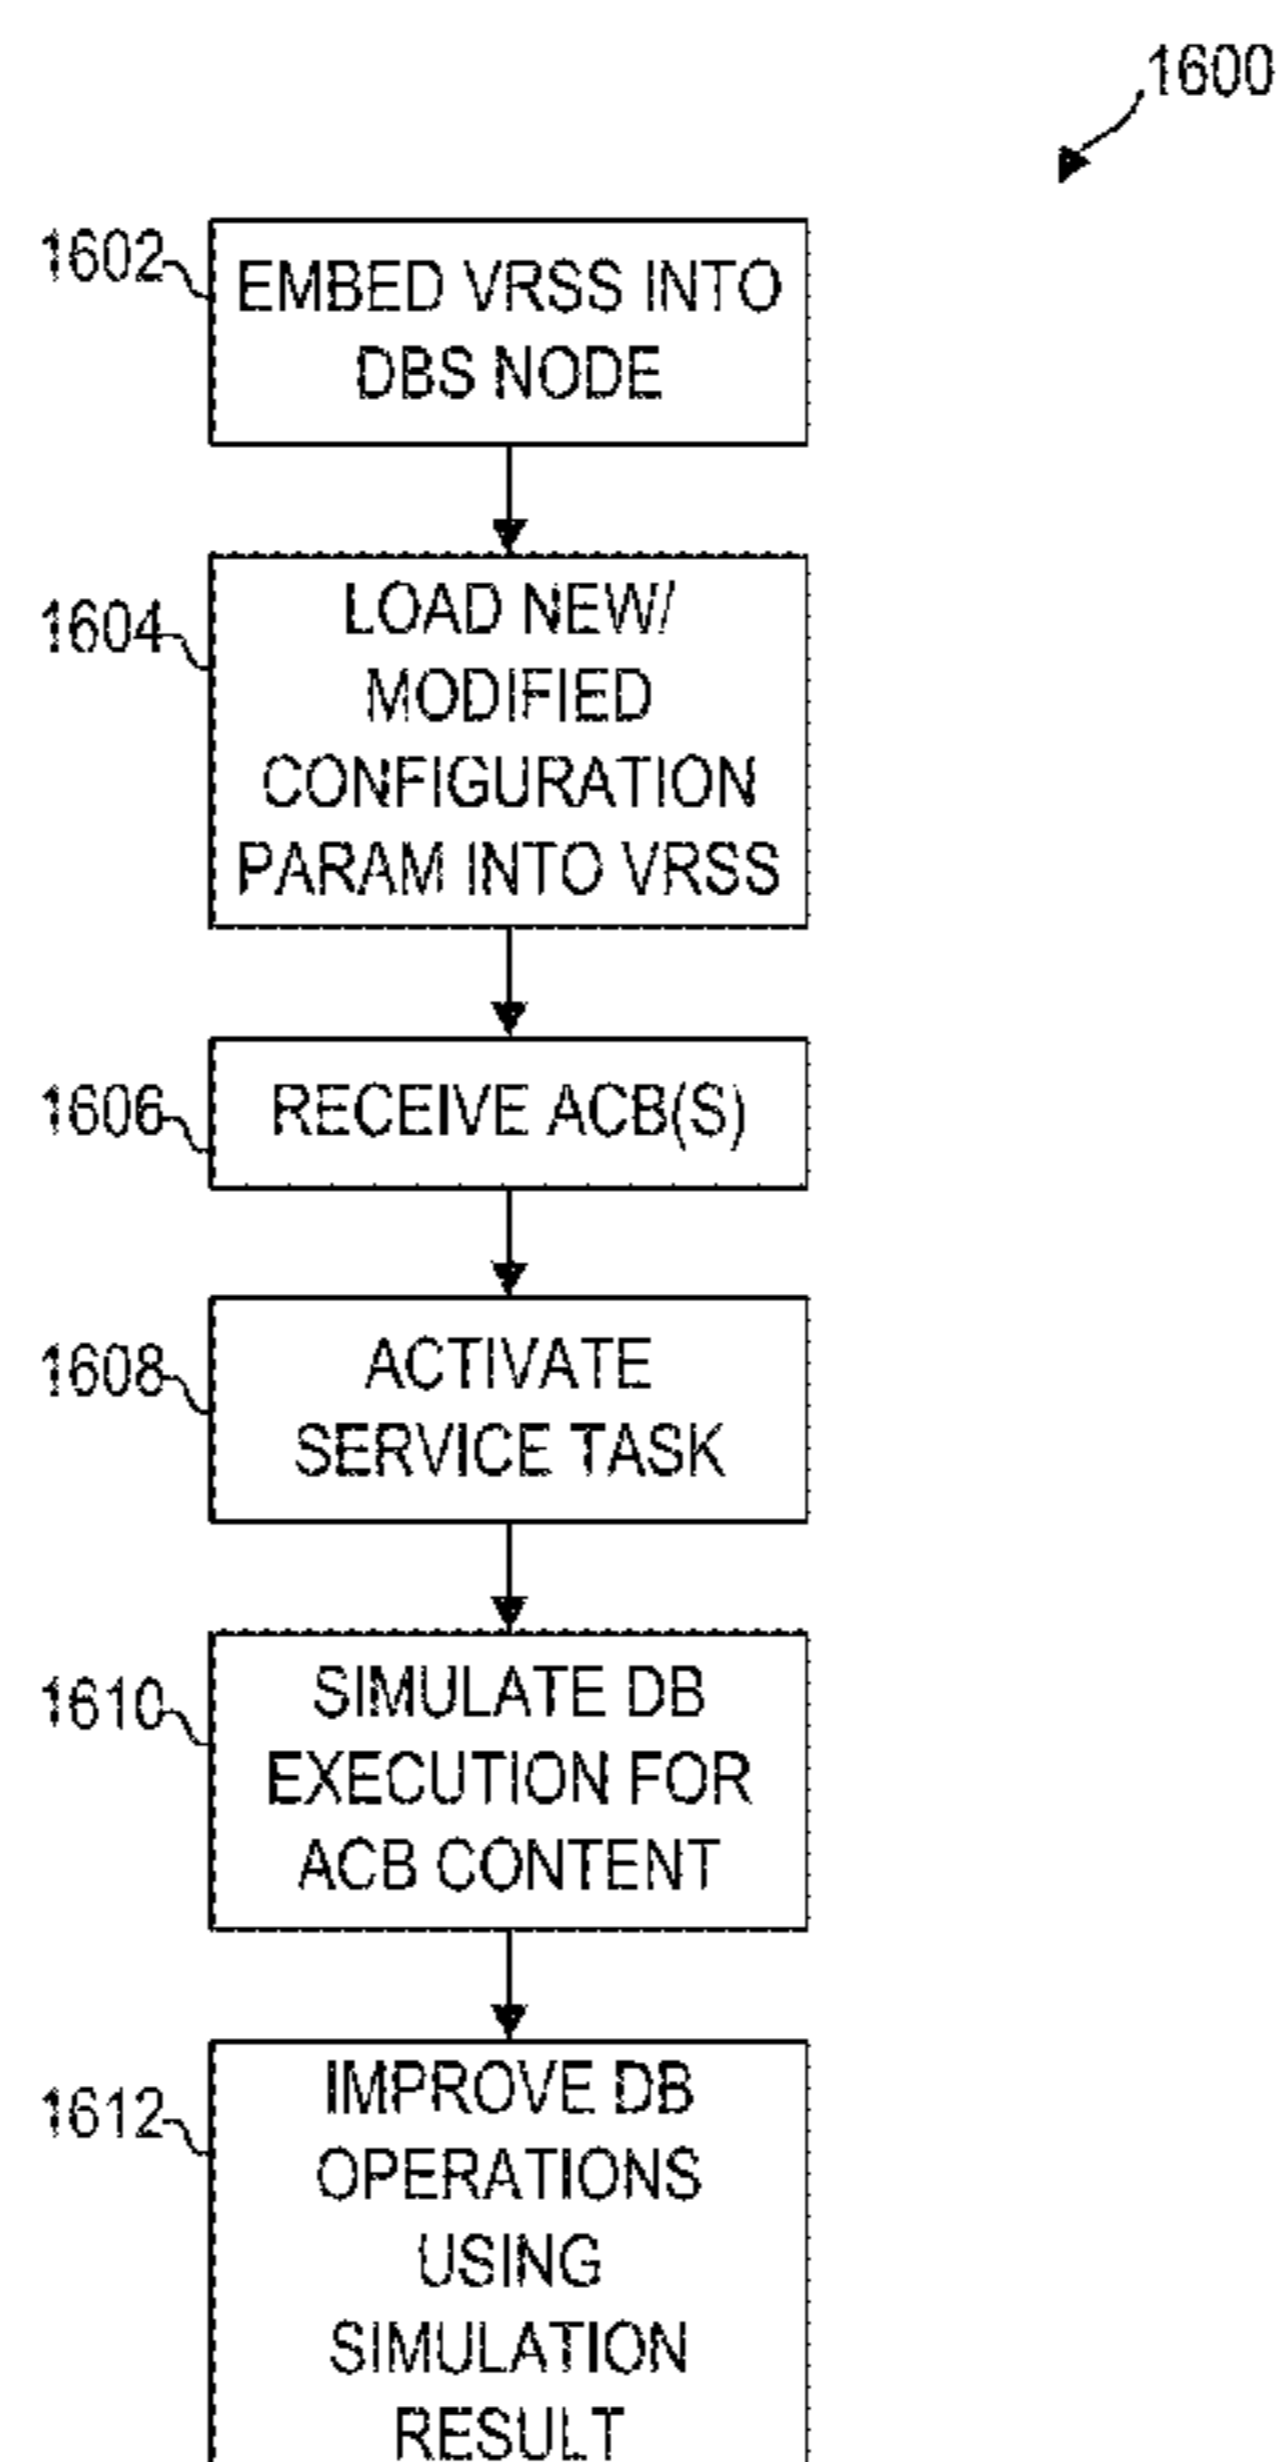 1600
1602
EMBED VRSS INTO
DBS NODE
1604
LOAD NEW/
MODIFIED
CONFIGURATION
PARAM INTO VRSS
1606
RECEIVE ACB(S)
1608
ACTIVATE
SERVICE TASK
1610
SIMULATE DB
EXECUTION FOR
ACB CONTENT
1612
IMPROVE DB
OPERATIONS
USING
SIMULATION
RESULT